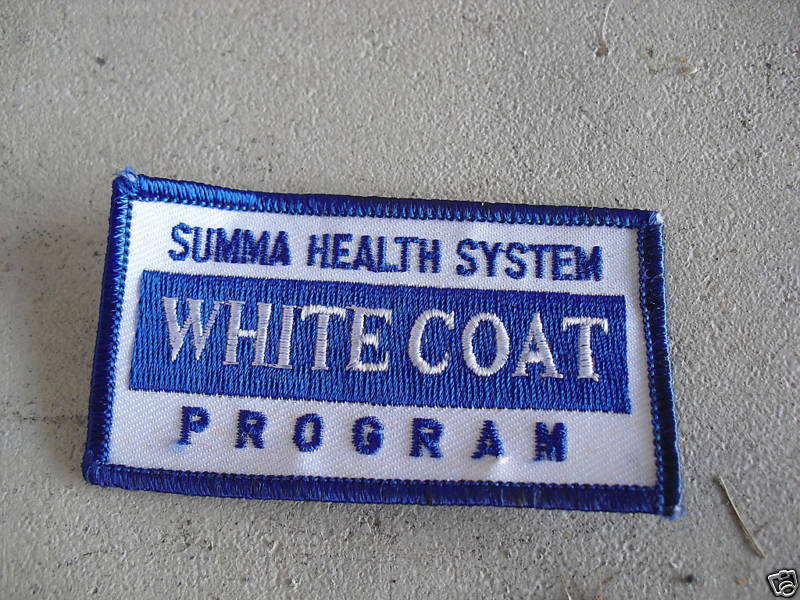 SUMMA HEALTH SYSTEM
WHITE COAT
PROGRAM